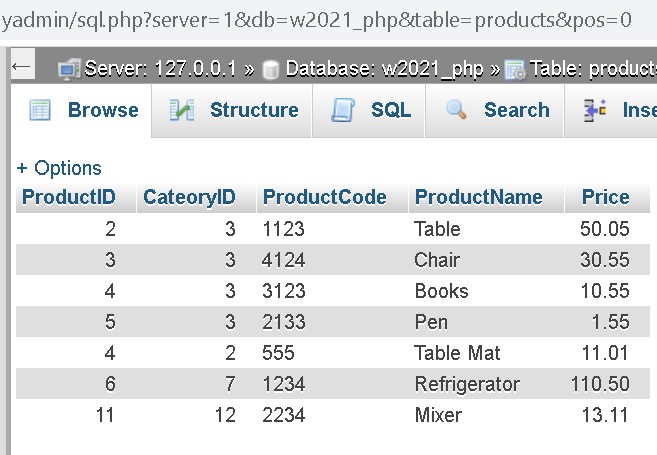 yadmin/sql.php?server=1&db=w2021_php&table=products&pos=0
← Server: 127.0.0.1 » Database: w2021_php » Table: products
Browse Structure SQL Search Inse
+ Options
ProductID CateoryID ProductCode ProductName Price
2 3 1123 Table 50.05
3 3 4124 Chair 30.55
4 3 3123 Books 10.55
5 3 2133 Pen 1.55
4 2 555 Table Mat 11.01
6 7 1234 Refrigerator 110.50
11 12 2234 Mixer 13.11